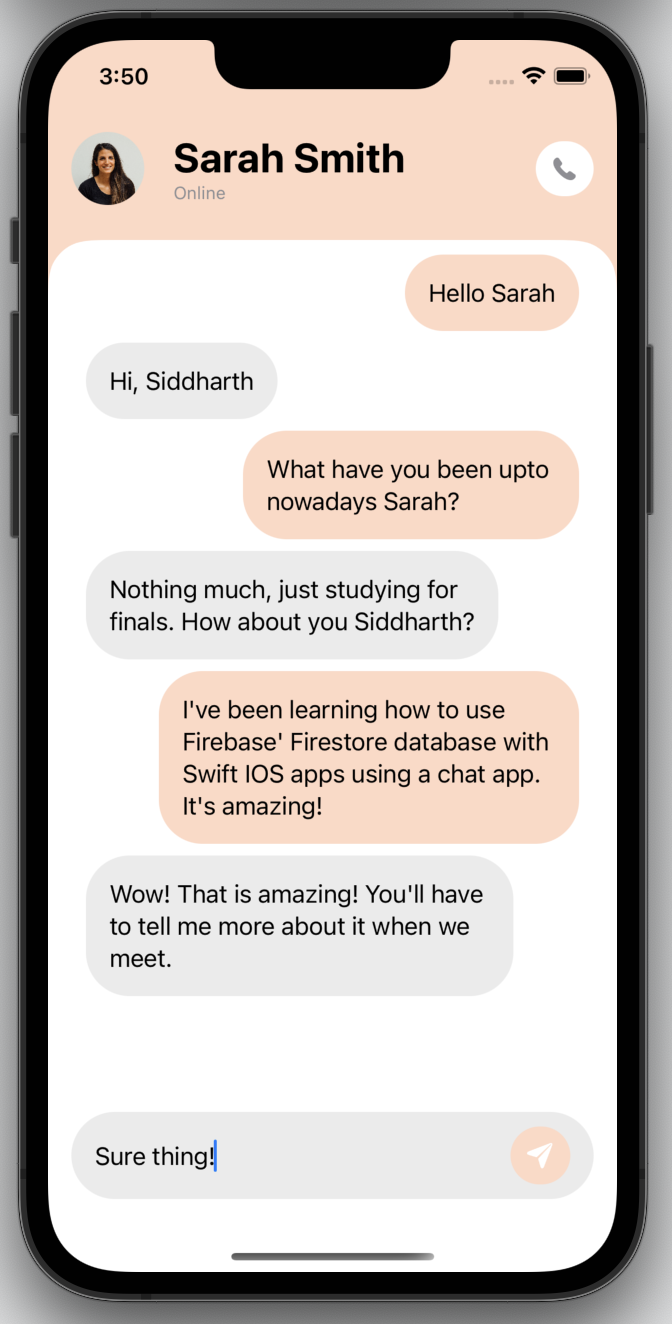 3:50
Sarah Smith
Online
Hello Sarah
Hi, Siddharth
What have you been upto
nowadays Sarah?
Nothing much, just studying for
finals. How about you Siddharth?
I've been learning how to use
Firebase' Firestore database with
Swift IOS apps using a chat app.
It's amazing!
Wow! That is amazing! You'll have
to tell me more about it when we
meet.
Sure thing!